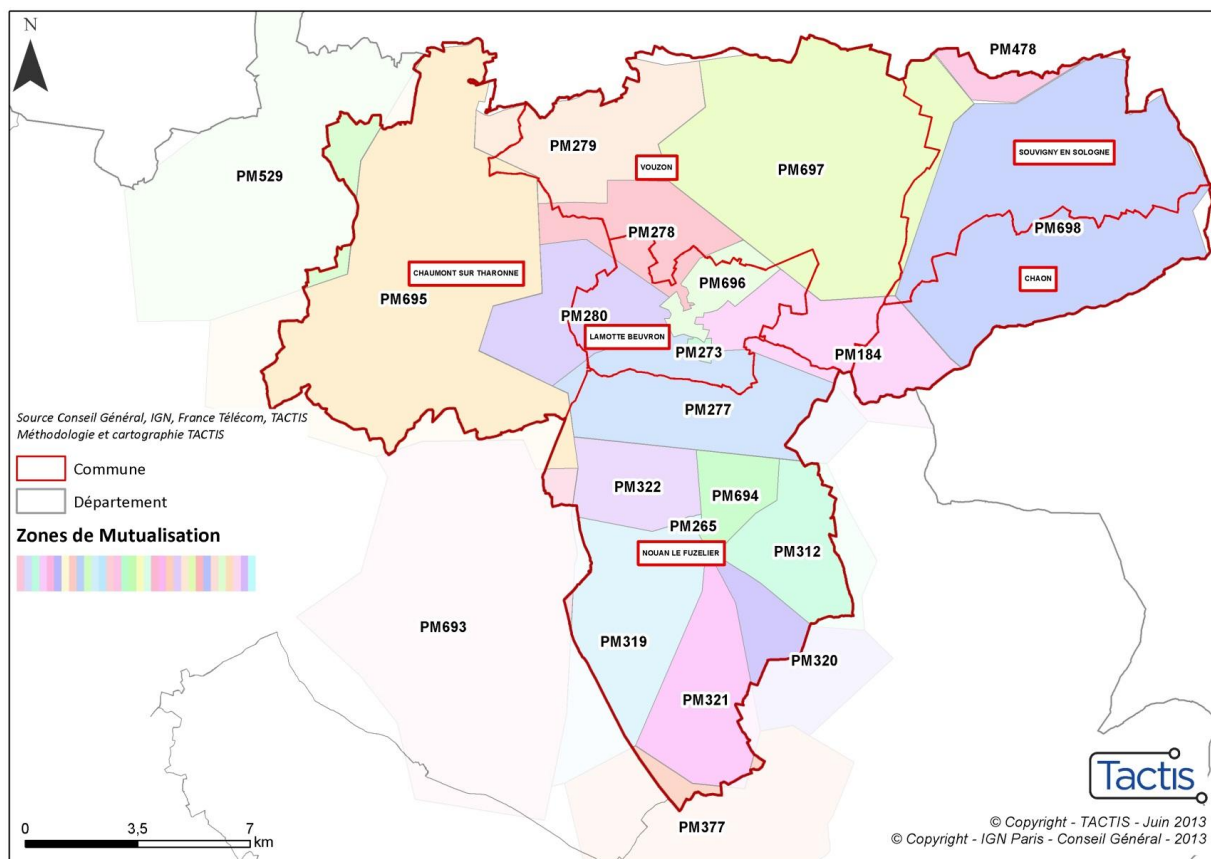 N
PM478
PM279
VOUZON
PM697
SOUVIGNY EN SOLOGNE
PM529
PM278
PM698
CHAUMONT SUR THARONNE
PM696
CHAON
PM695
PM280
LAMOTTE BEUVRON
PM273
PM184
PM277
Source Conseil Général, IGN, France Télécom, TACTIS
Méthodologie et cartographie TACTIS
Commune
Département
Zones de Mutualisation
PM322
PM694
PM265
NOUAN LE FUZELIER
PM312
PM693
PM319
PM320
PM321
PM377
Tactis
© Copyright - TACTIS - Juin 2013
© Copyright - IGN Paris - Conseil Général - 2013
0 3,5 7
km